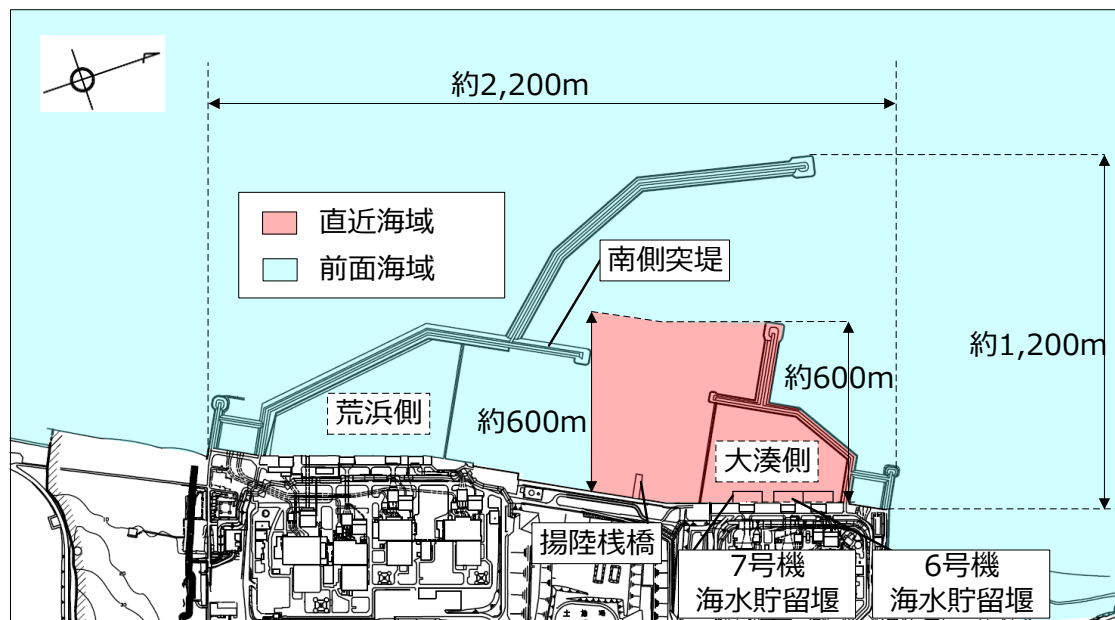 約2,200m
直近海域
前面海域
南側突堤
約1,200m
約600m
約600m
荒浜側
大湊側
揚陸桟橋
7号機
海水貯留堰
6号機
海水貯留堰